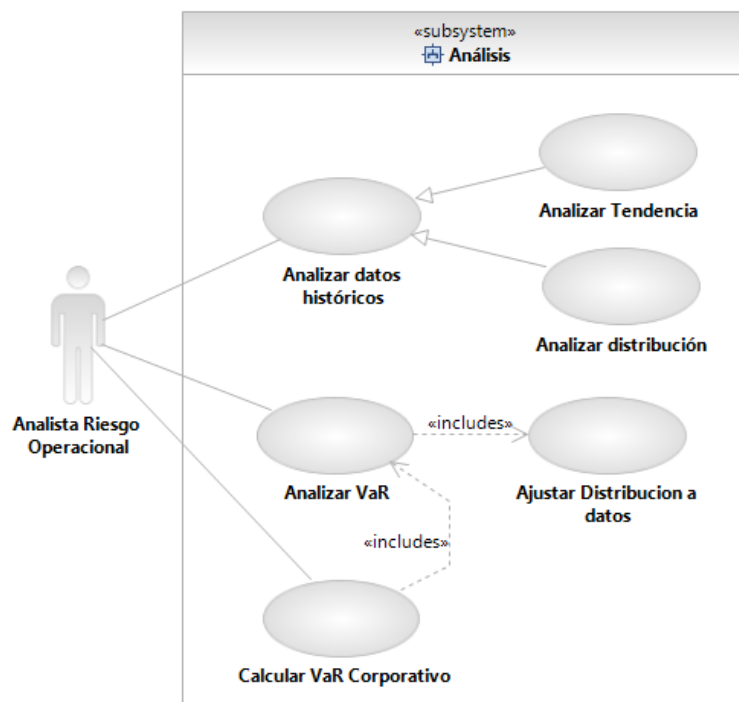 «subsystem»
Análisis
Analizar Tendencia
Analizar datos
históricos
Analizar distribución
Analista Riesgo
Operacional
«includes»
Analizar VaR
Ajustar Distribucion a
datos
«includes»
Calcular VaR Corporativo